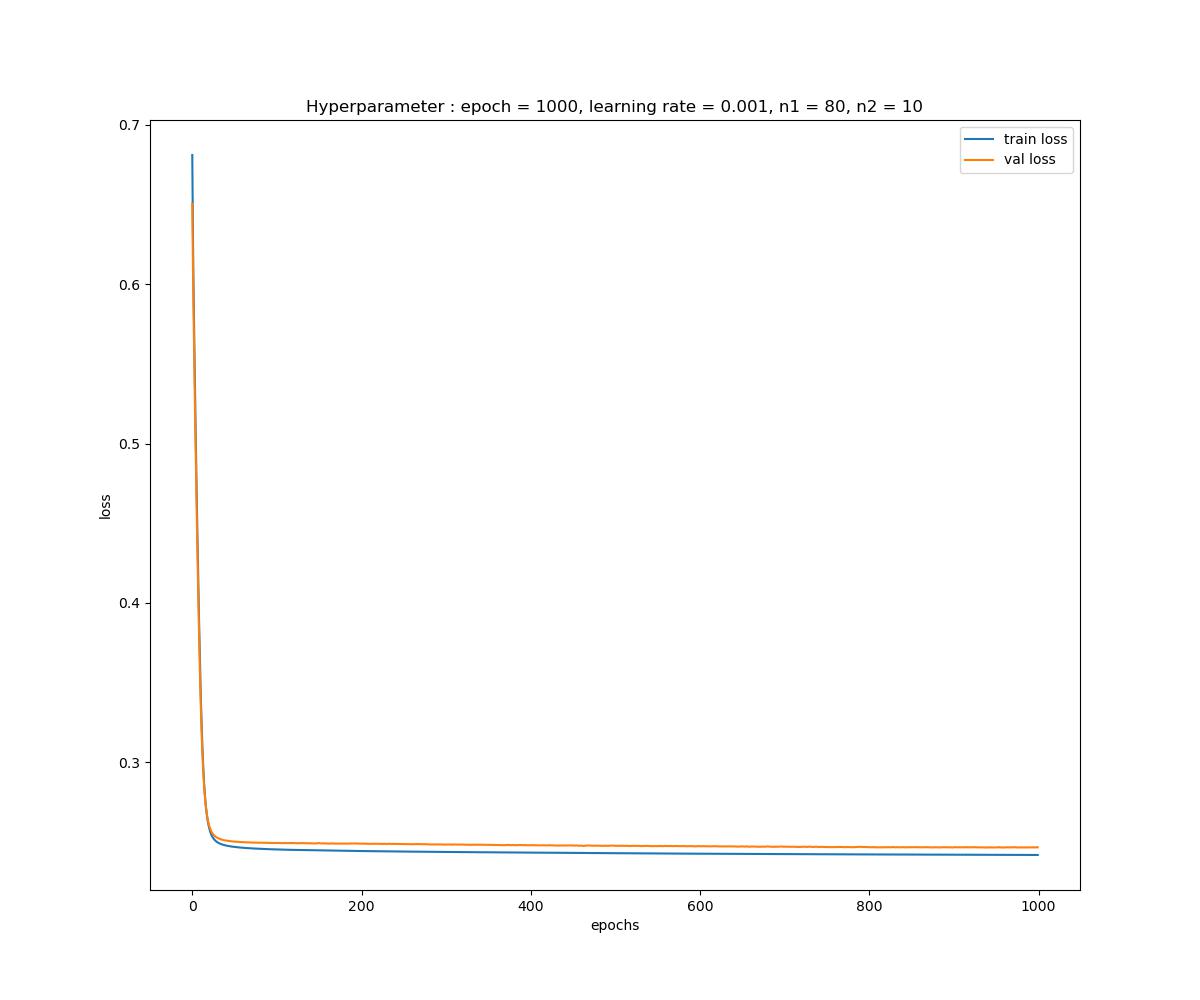 Hyperparameter : epoch = 1000, learning rate = 0.001, n1 = 80, n2 = 10
train loss
val loss
0.7
0.6
0.5
0.4
0.3
loss
0 200 400 600 800 1000
epochs